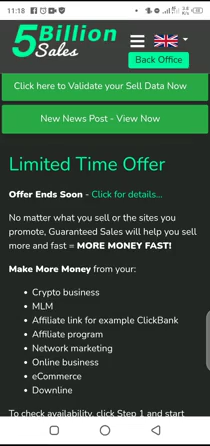 11:18
5 Billion
Sales
Back Office
Click here to Validate your Sell Data Now
New News Post - View Now
Limited Time Offer
Offer Ends Soon - Click for details...
No matter what you sell or the sites you
promote, Guaranteed Sales will help you sell
more and fast = MORE MONEY FAST!
Make More Money from your:
• Crypto business
• MLM
• Affiliate link for example ClickBank
• Affiliate program
• Network marketing
• Online business
• eCommerce
• Downline
To check availability, click Step 1 and start